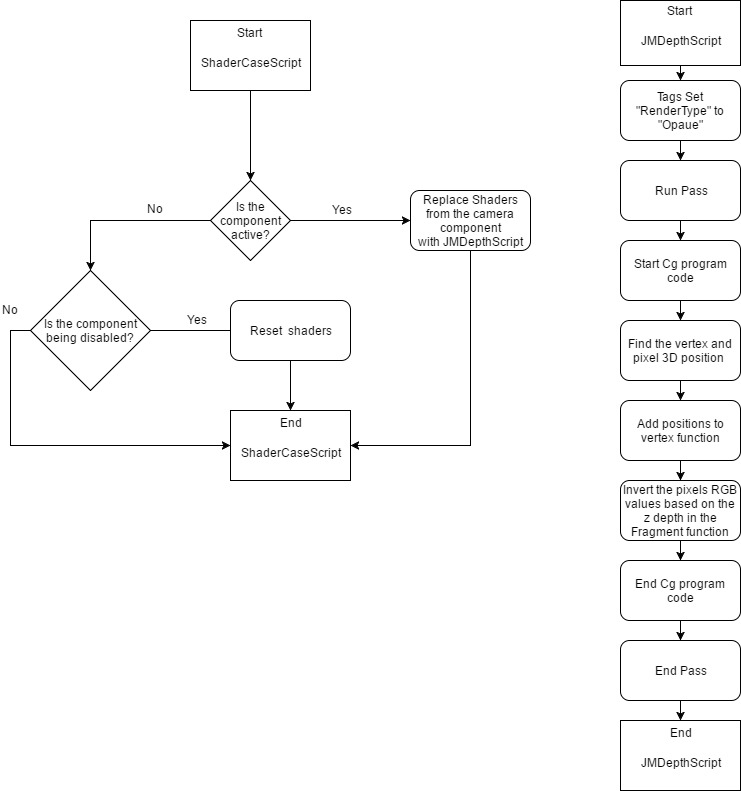 Start
ShaderCaseScript
Is the
component
active?
No
Yes
Replace Shaders
from the camera
component
with JMDepthScript
No
Is the component
being disabled?
Yes
Reset shaders
End
ShaderCaseScript
Start
JMDepthScript
Tags Set
"RenderType" to
"Opaue"
Run Pass
Start Cg program
code
Find the vertex and
pixel 3D position
Add positions to
vertex function
Invert the pixels RGB
values based on the
z depth in the
Fragment function
End Cg program
code
End Pass
End
JMDepthScript